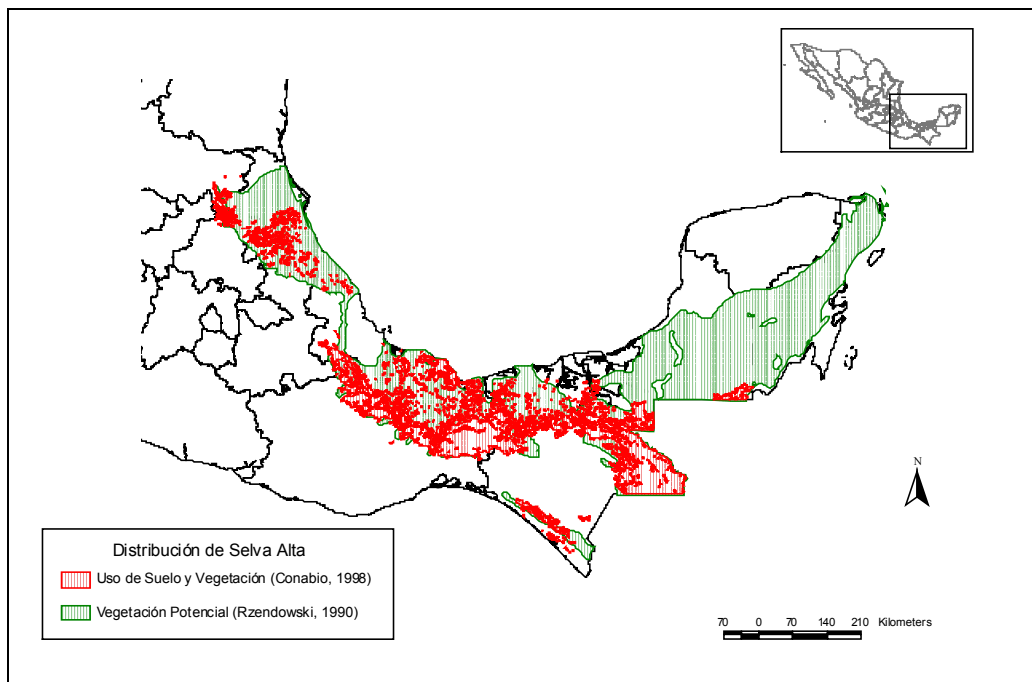 N
Distribución de Selva Alta
Uso de Suelo y Vegetación (Conabio, 1998)
Vegetación Potencial (Rzendowski, 1990)
70 0 70 140 210 Kilometers